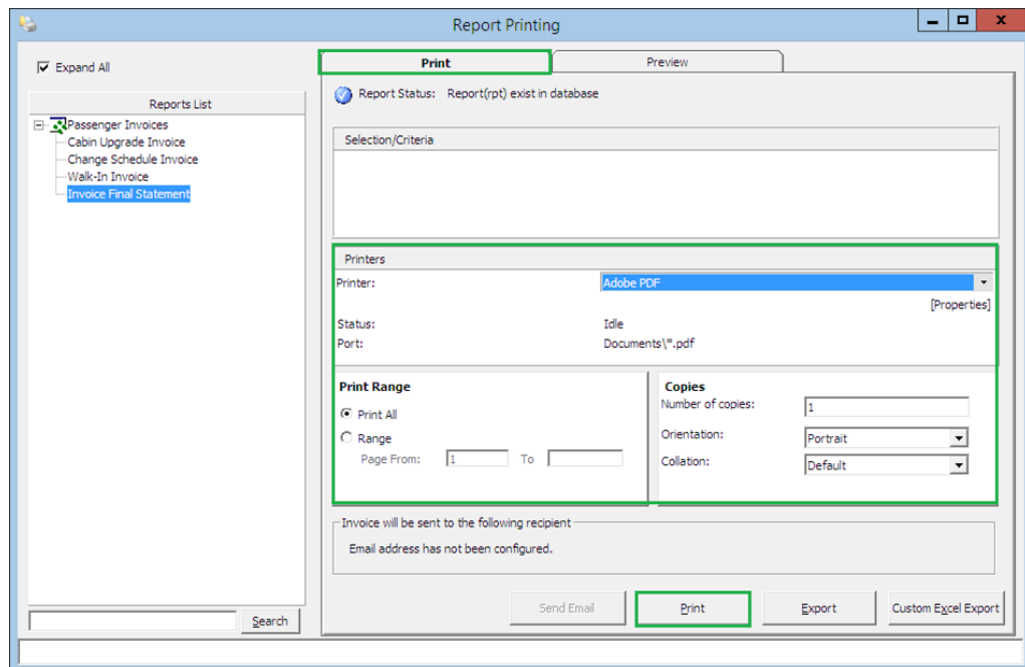 Report Printing
Expand All
Reports List
Passenger Invoices
Cabin Upgrade Invoice
Change Schedule Invoice
Walk-In Invoice
Invoice Final Statement
Search
Print
Preview
Report Status: Report(rpt) exist in database
Selection/Criteria
Printers
Printer: Adobe PDF
[Properties]
Status: Idle
Port: Documents\*.pdf
Print Range
Print All
Range
Page From: 1 To
Copies
Number of copies: 1
Orientation: Portrait
Collation: Default
Invoice will be sent to the following recipient
Email address has not been configured.
Send Email
Print
Export
Custom Excel Export